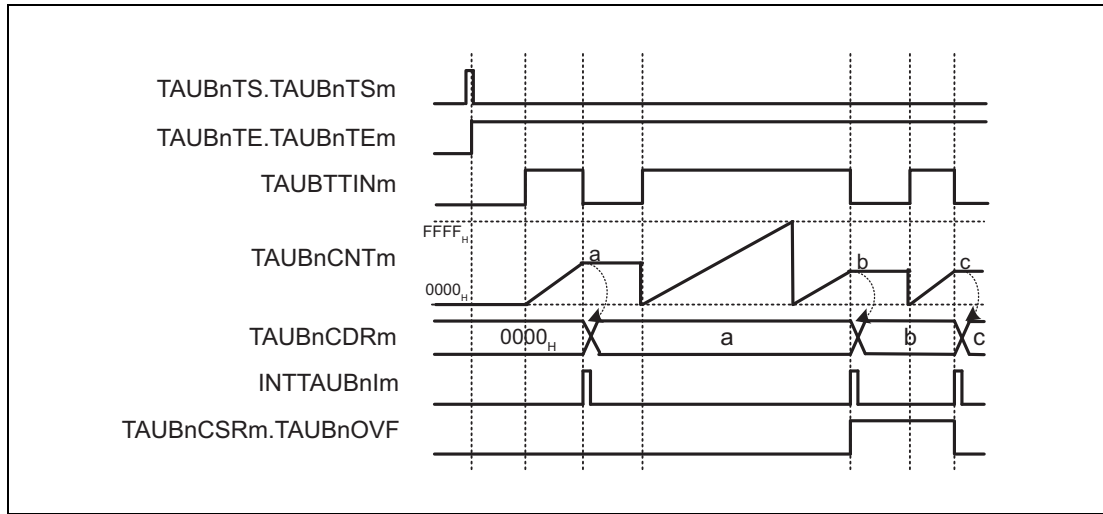 TAUBnTS.TAUBnTSm
TAUBnTE.TAUBnTEm
TAUBTTINm
FFFFH
TAUBnCNTm
a
b
c
0000H
TAUBnCDRm
0000H
a
b
c
INTTAUBnIm
TAUBnCSRm.TAUBnOVF